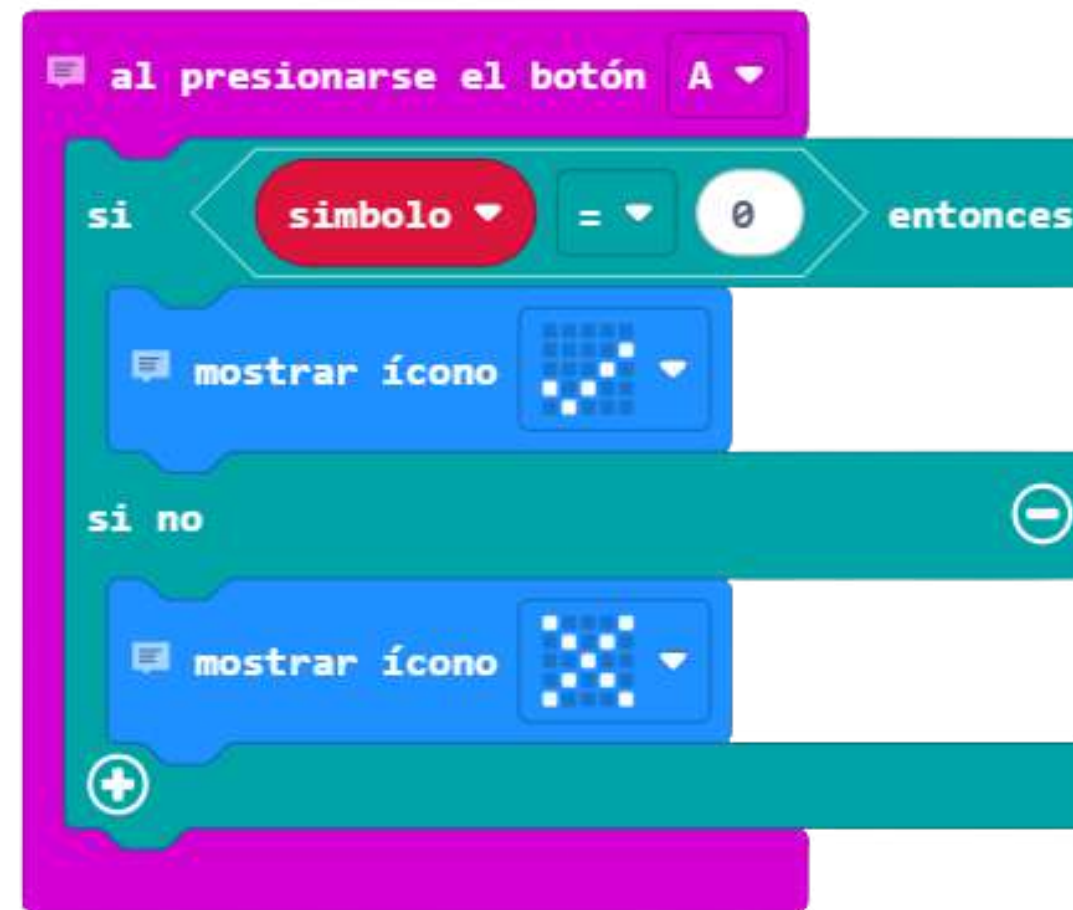 al presionarse el botón A
si simbolo = 0 entonces
mostrar ícono
si no
mostrar ícono